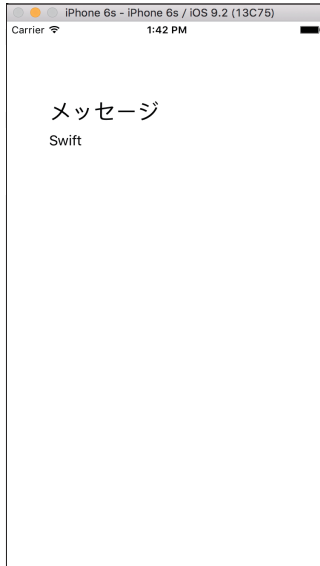 iPhone 6s - iPhone 6s / iOS 9.2 (13C75)
Carrier 1:42 PM
メッセージ
Swift